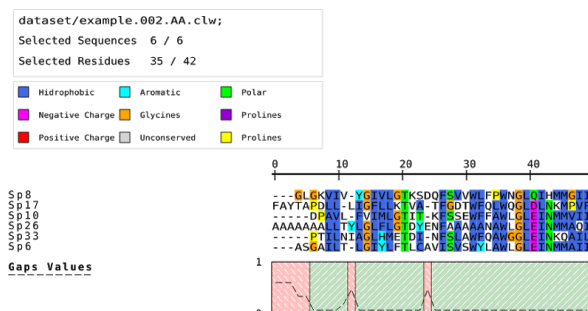 dataset/example.002.AA.clw;
Selected Sequences 6 / 6
Selected Residues 35 / 42
Hidrophobic Aromatic Polar
Negative Charge Glycines Prolines
Positive Charge Unconserved Prolines
0 10 20 30 40
Sp8 ---GLGKVIV-YGIVLGTKSDQFSVVWLFPWNGLQIHMMGII
Sp17 FAYTAPDLL-LIGFLLKTVA-TFGDTWFQLWQGLDLNKMPVF
Sp10 ------DPAVL-FVIMLGTIT-KFSSEWFFAWLGLEINMMVII
Sp26 AAAAAAALLTYLGLFLGTDYENFAAAAANAWLGLEINMMAQI
Sp33 ------PTILNIAGLHMETDI-NFSLAWFQAWGGLEINKQAIL
Sp6 ---ASGAILT-LGIYLFTLCAVISVSWYLAWLGLEINMMAII
Gaps Values
1